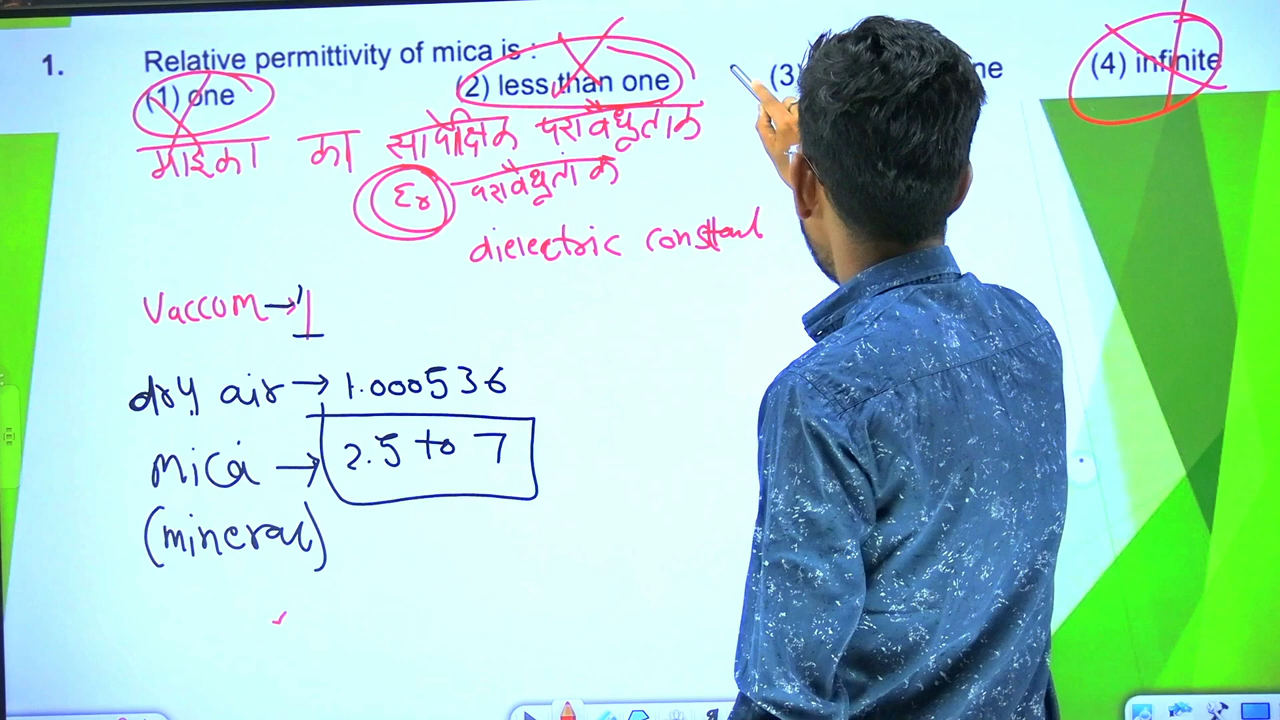 1. Relative permittivity of mica is :
(1) one (2) less than one (3) ne (4) infinite
माइका का सापेक्षिक परावैधूतांक
εr परावैधूतांक
dielectric constant
Vaccom → 1
dry air → 1.000536
mica → 2.5 to 7
(mineral)